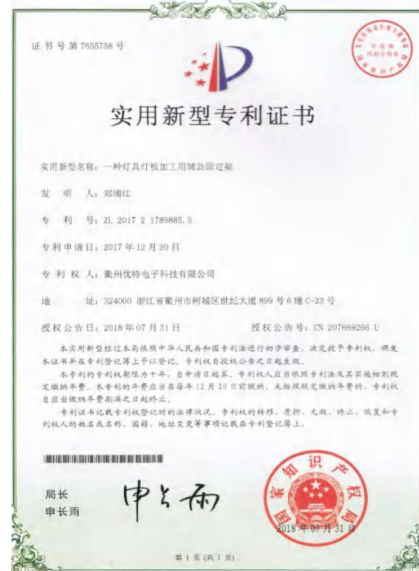 证书号第7655758号
实用新型专利证书
实用新型名称：一种灯具灯板加工用辅助固定架
发 明 人：郑浦江
专 利 号：ZL 2017 2 1789885.3
专利申请日：2017年12月20日
专 利 权 人：衢州优特电子科技有限公司
地 址：324000 浙江省衢州市柯城区世纪大道899号6幢C-23号
授权公告日：2018年07月31日 授权公告号：CN 207669266 U
本实用新型经过本局依照中华人民共和国专利法进行初步审查，决定授予专利权，颁发
本证书并在专利登记簿上予以登记。专利权自授权公告之日起生效。
本专利的专利权期限为十年，自申请日起算。专利权人应当依照专利法及其实施细则规
定缴纳年费。本专利的年费应当在每年12月20日前缴纳。未按照规定缴纳年费的，专利权
自应当缴纳年费期满之日起终止。
专利证书记载专利权登记时的法律状况。专利权的转移、质押、无效、终止、恢复和专
利权人的姓名或名称、国籍、地址变更等事项记载在专利登记簿上。
局长
申长雨
申长雨
国家知识产权局
2018年07月31日
第1页(共1页)